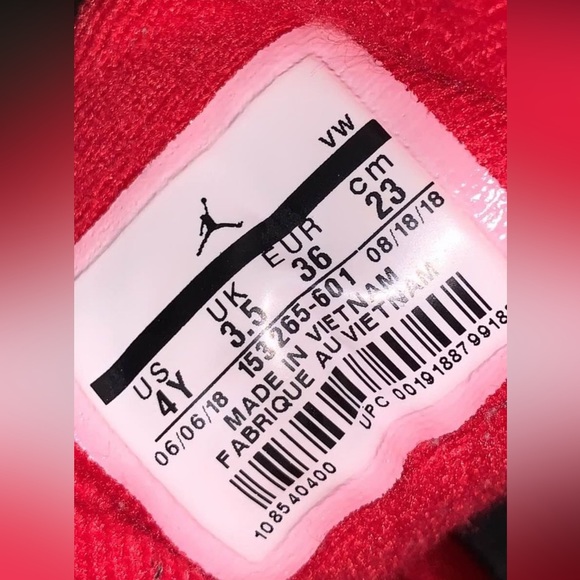 VW
US UK EUR cm
4Y 3.5 36 23
06/06/18 153265-601 08/18/18
MADE IN VIETNAM
FABRIQUE AU VIETNAM
UPC 00191887991
108540400